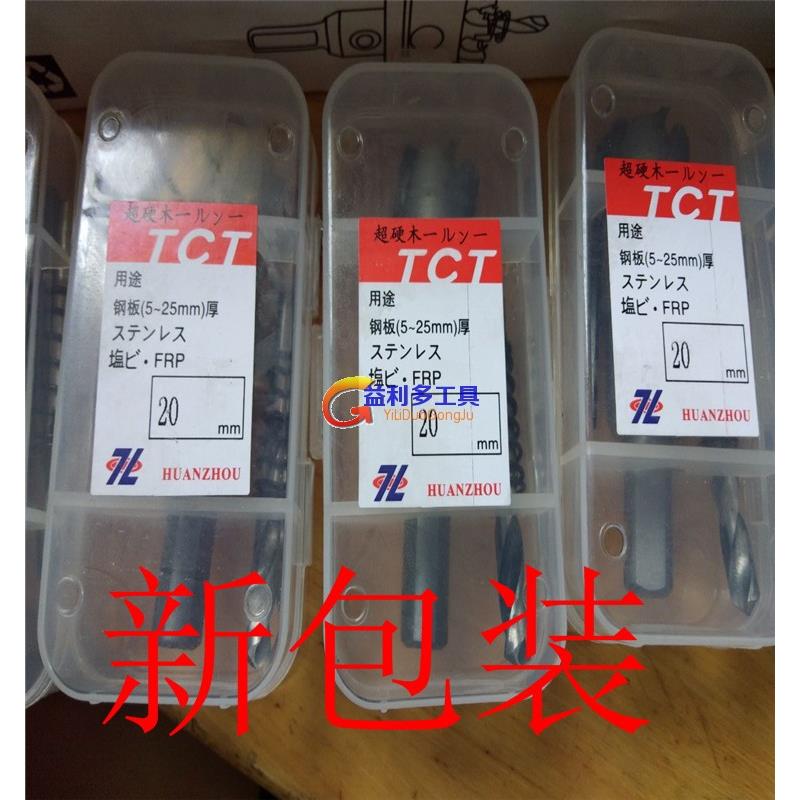 超硬木ールソー
TCT
用途
钢板(5~25mm)厚
ステンレス
塩ビ・FRP
20
mm
HUANZHOU
超硬木ールソー
TCT
用途
钢板(5~25mm)厚
ステンレス
塩ビ・FRP
20
mm
HUANZHOU
超硬木ールソー
TCT
用途
钢板(5~25mm)厚
ステンレス
塩ビ・FRP
20
mm
HUANZHOU
益利多工具
YiLiDuoGongJu
新包装